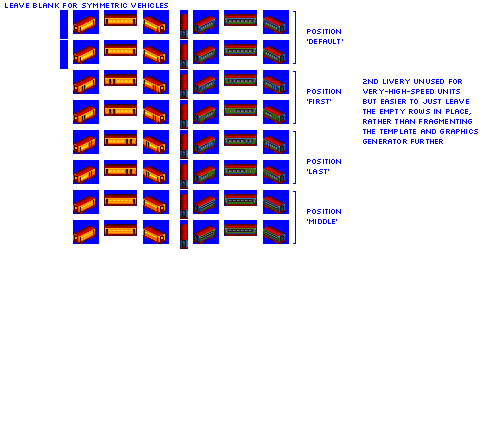 LEAVE BLANK FOR SYMMETRIC VEHICLES
POSITION
'DEFAULT'
2ND LIVERY UNUSED FOR
VERY-HIGH-SPEED UNITS
BUT EASIER TO JUST LEAVE
THE EMPTY ROWS IN PLACE,
RATHER THAN FRAGMENTING
THE TEMPLATE AND GRAPHICS
GENERATOR FURTHER
POSITION
'FIRST'
POSITION
'LAST'
POSITION
'MIDDLE'